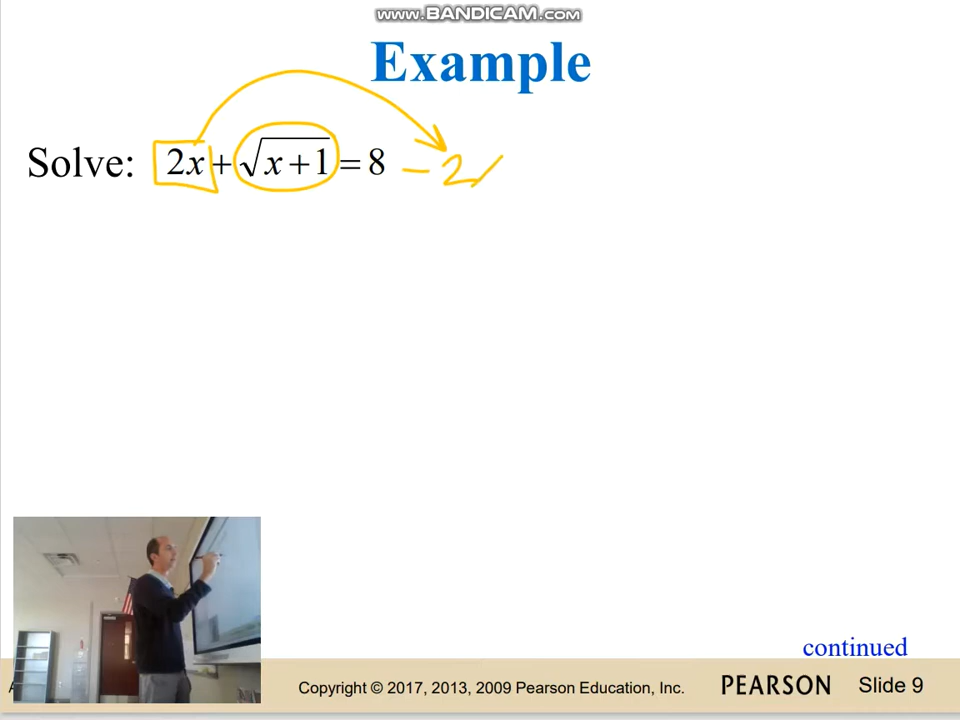 www.BANDICAM.com
Example
Solve: 2x + √x + 1 = 8 − 2
continued
Copyright © 2017, 2013, 2009 Pearson Education, Inc. PEARSON Slide 9